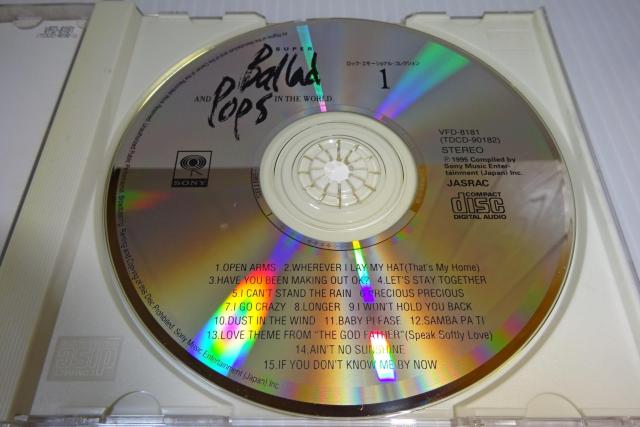 SUPER
Ballad
AND Pops IN THE WORLD
ロック・エモーショナル・コレクション
1
SONY
VFD-8181
(TDCD-90182)
STEREO
℗ 1995 Compiled by
Sony Music Enter-
tainment (Japan) Inc.
JASRAC
COMPACT
disc
DIGITAL AUDIO
1.OPEN ARMS 2.WHEREVER I LAY MY HAT(That's My Home)
3.HAVE YOU BEEN MAKING OUT OK? 4.LET'S STAY TOGETHER
5.I CAN'T STAND THE RAIN 6.PRECIOUS PRECIOUS
7.I GO CRAZY 8.LONGER 9.I WON'T HOLD YOU BACK
10.DUST IN THE WIND 11.BABY PLEASE 12.SAMBA PA TI
13.LOVE THEME FROM "THE GOD FATHER"(Speak Softly Love)
14.AIN'T NO SUNSHINE
15.IF YOU DON'T KNOW ME BY NOW